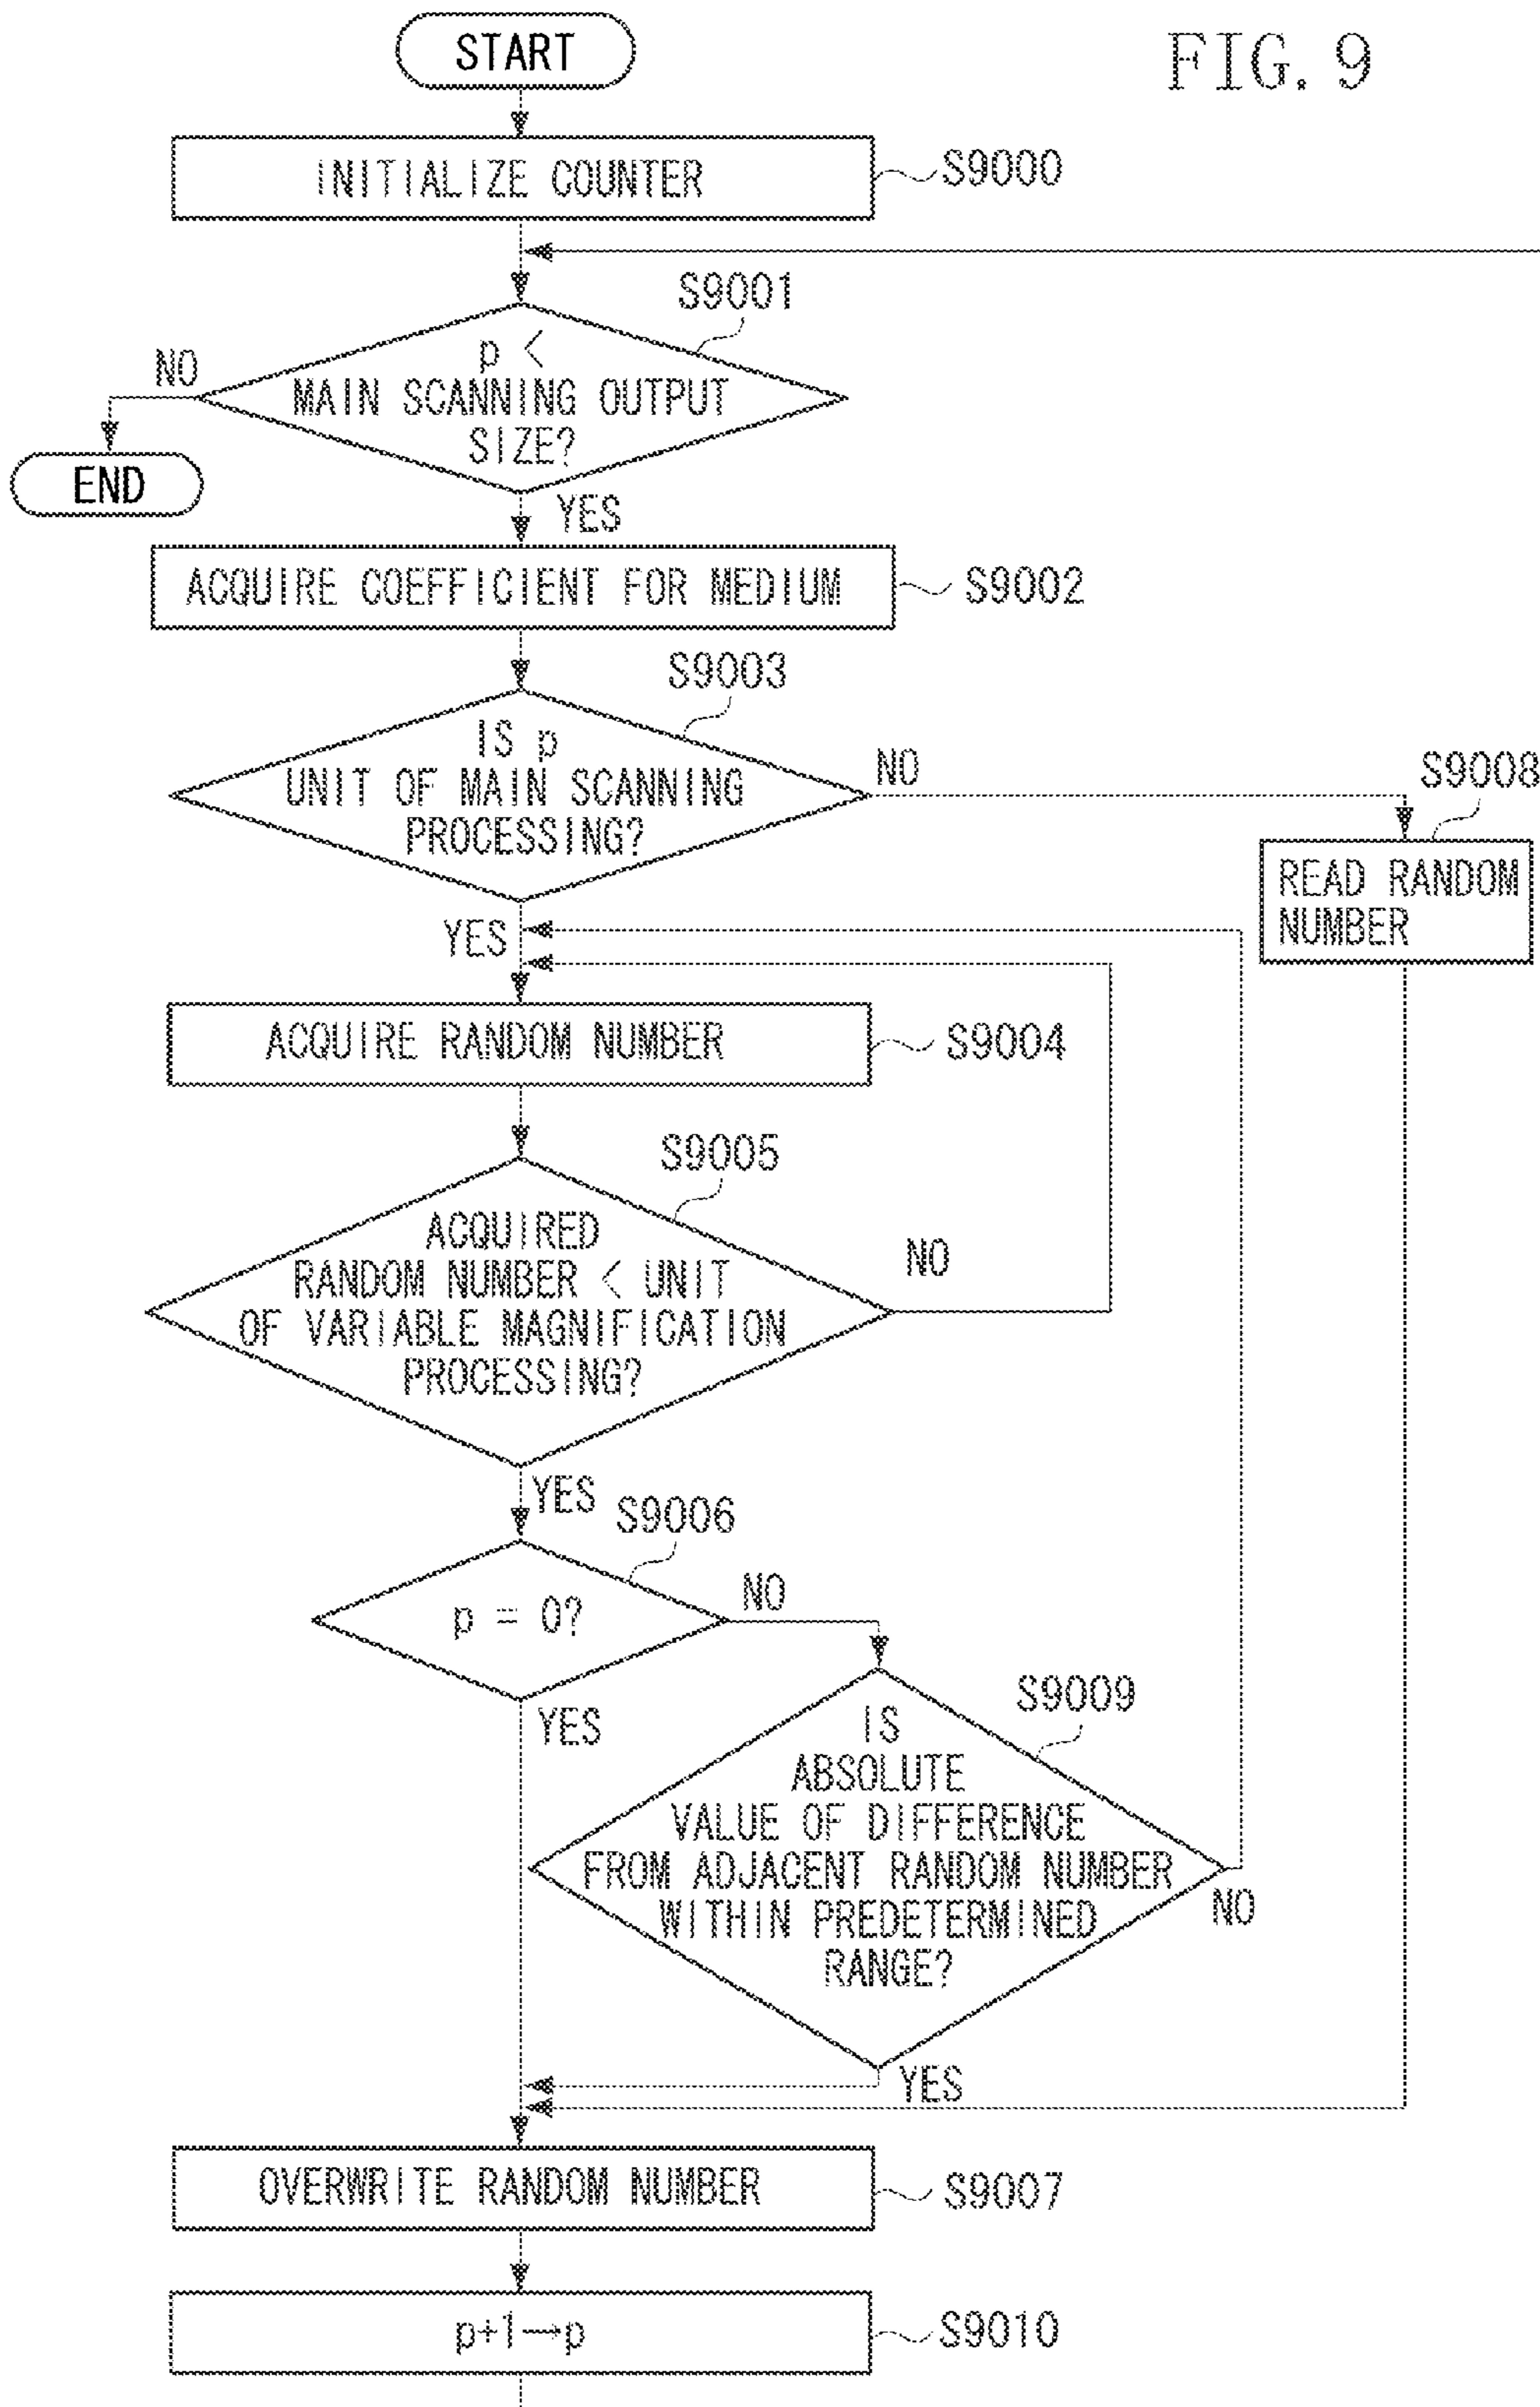 FIG. 9
START
INITIALIZE COUNTER
S9000
S9001
p <
MAIN SCANNING OUTPUT
SIZE?
NO
END
YES
ACQUIRE COEFFICIENT FOR MEDIUM
S9002
S9003
IS p
UNIT OF MAIN SCANNING
PROCESSING?
NO
S9008
READ RANDOM
NUMBER
YES
ACQUIRE RANDOM NUMBER
S9004
S9005
ACQUIRED
RANDOM NUMBER < UNIT
OF VARIABLE MAGNIFICATION
PROCESSING?
NO
YES
S9006
p = 0?
NO
YES
S9009
IS
ABSOLUTE
VALUE OF DIFFERENCE
FROM ADJACENT RANDOM NUMBER
WITHIN PREDETERMINED
RANGE?
NO
YES
OVERWRITE RANDOM NUMBER
S9007
p+1→p
S9010